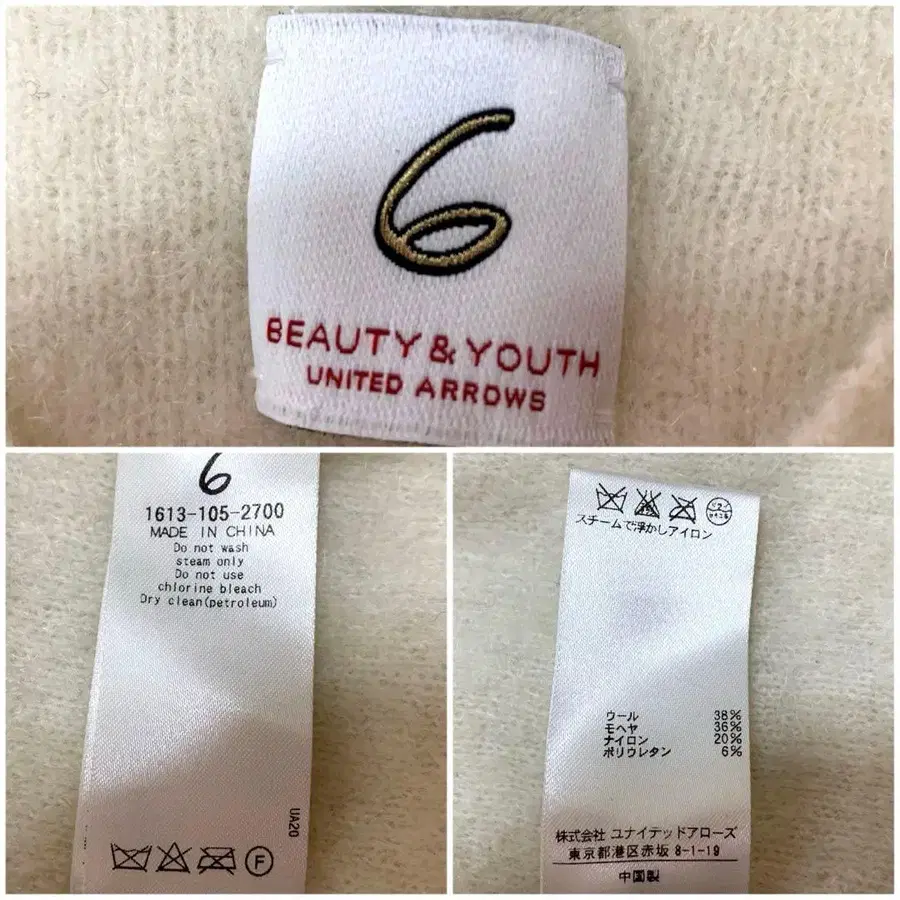 6
BEAUTY & YOUTH
UNITED ARROWS
6
1613-105-2700
MADE IN CHINA
Do not wash
steam only
Do not use
chlorine bleach
Dry clean(petroleum)
UA20
F
スチームで浮かしアイロン
ウール 38%
モヘヤ 36%
ナイロン 20%
ポリウレタン 6%
株式会社 ユナイテッドアローズ
東京都港区赤坂 8-1-19
中国製